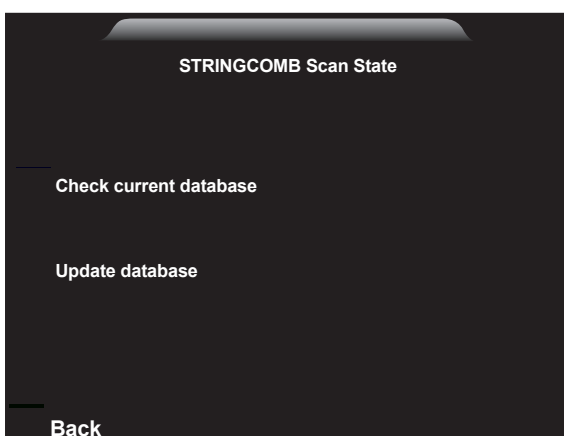 STRINGCOMB Scan State
Check current database
Update database
Back